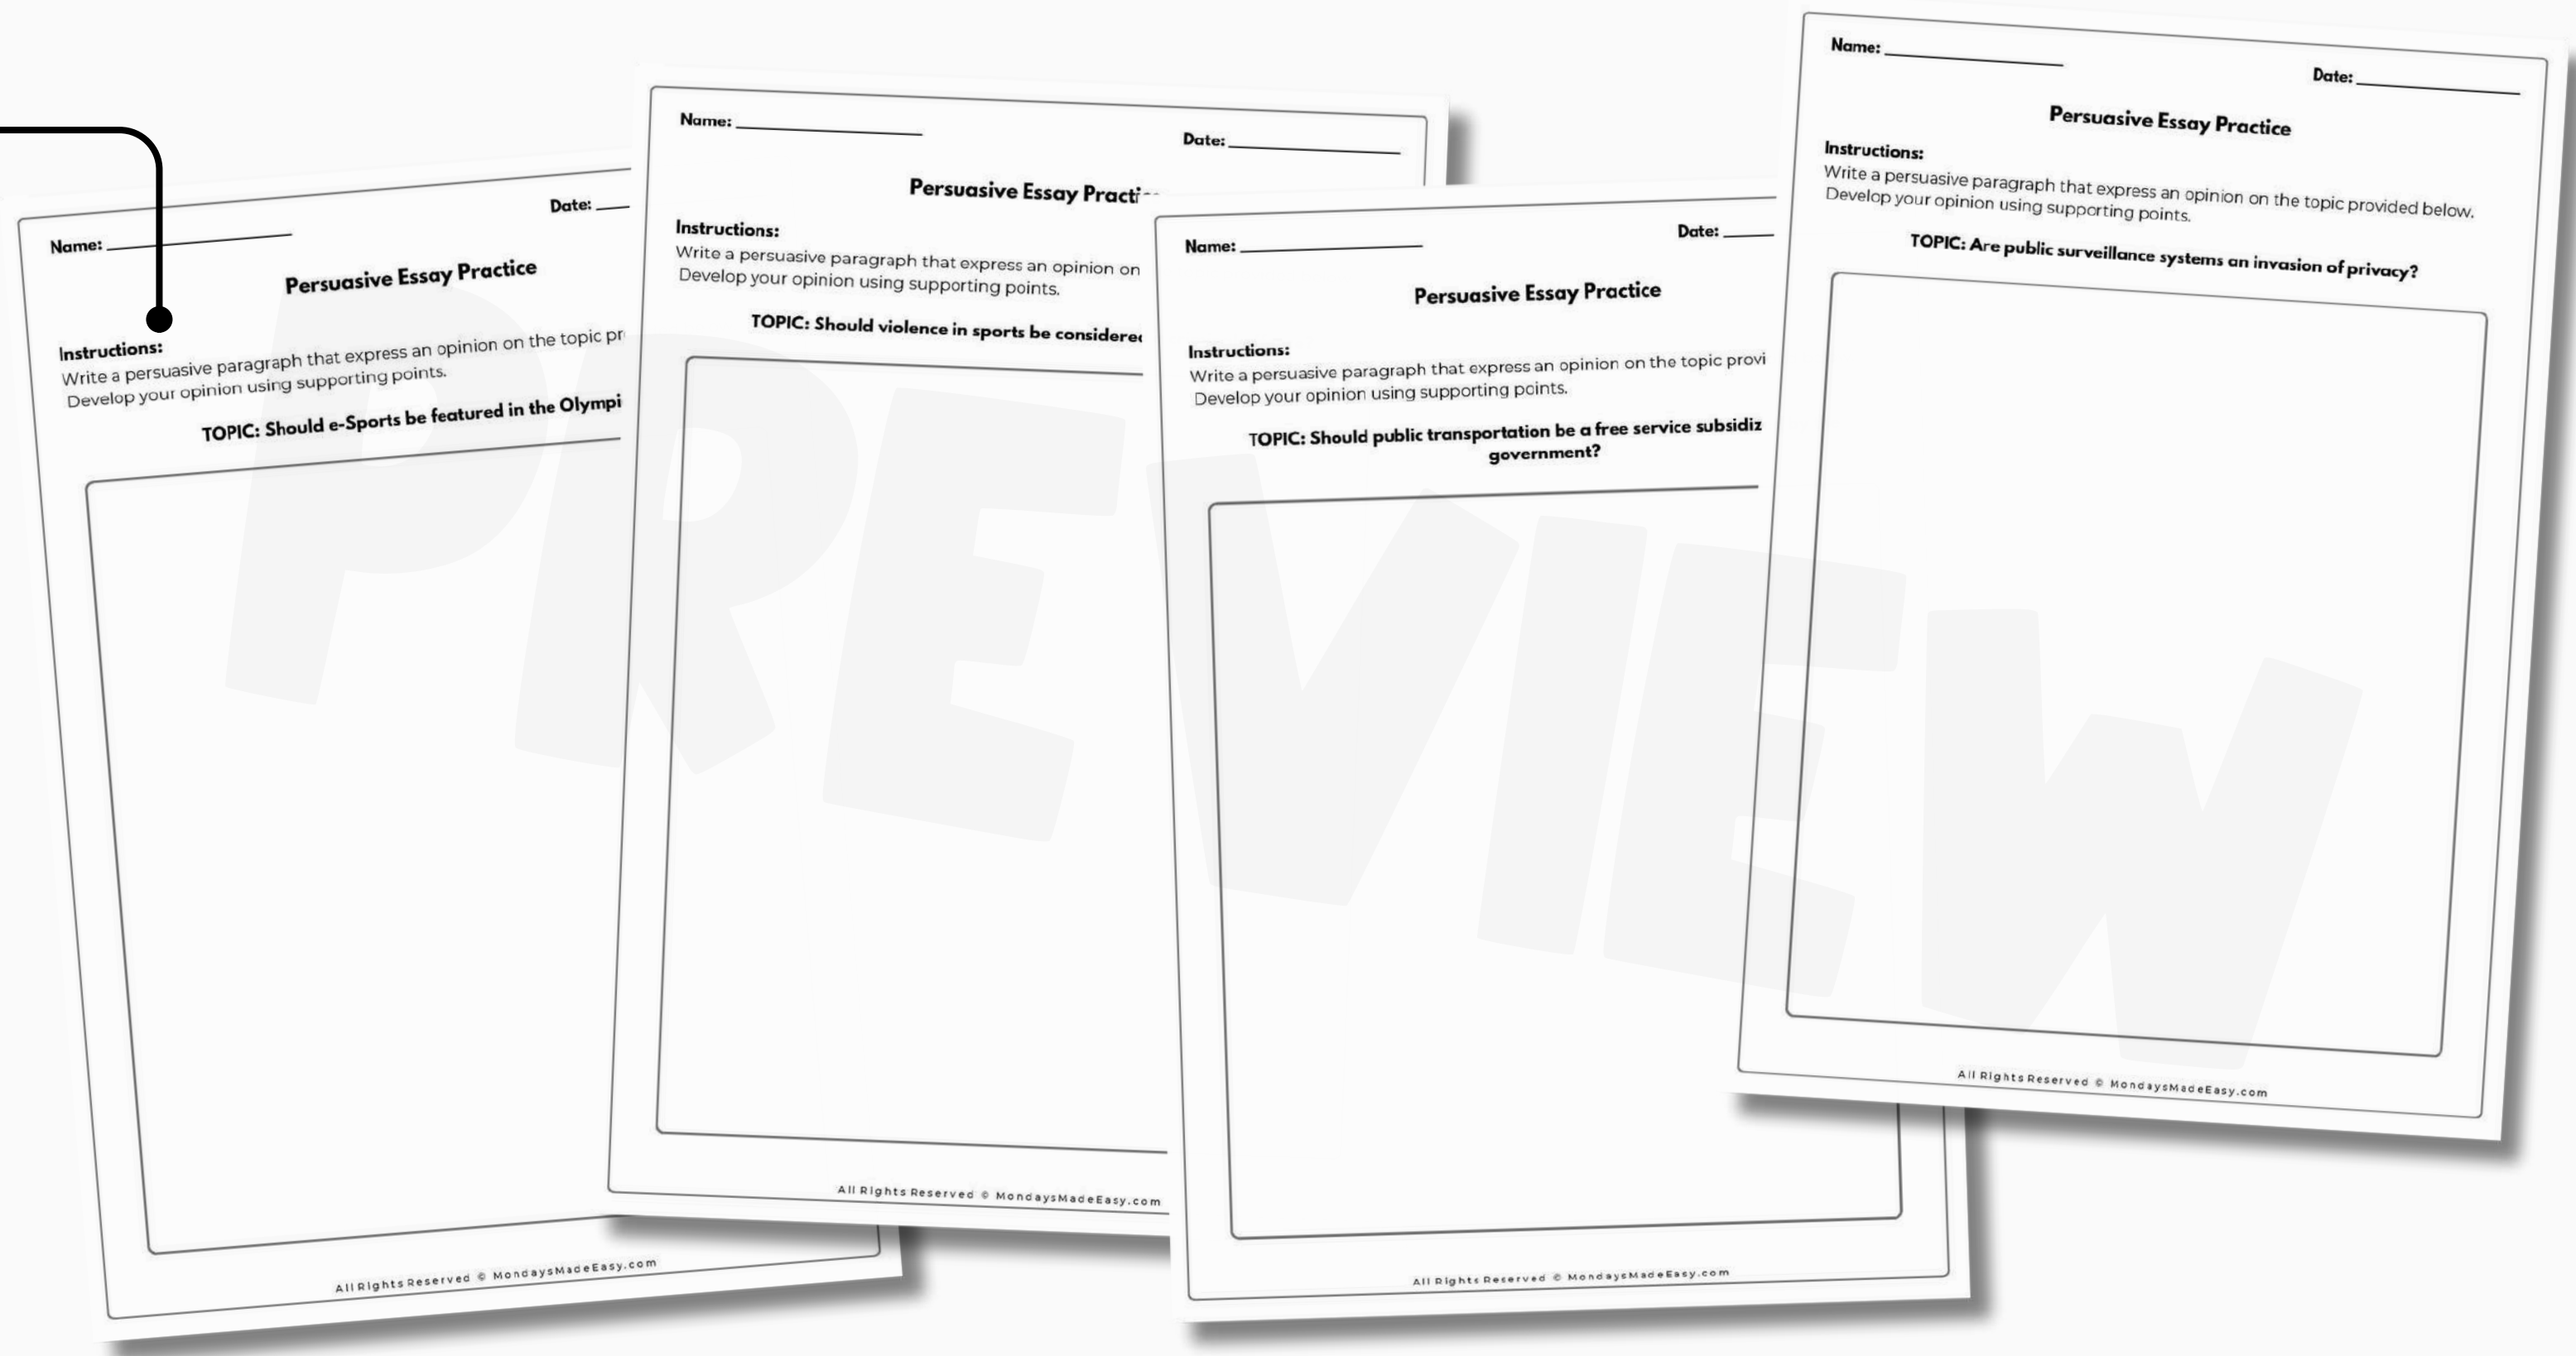 Name:
Date:
Persuasive Essay Practice
Instructions:
Write a persuasive paragraph that express an opinion on the topic
Develop your opinion using supporting points.
TOPIC: Should e-Sports be featured in the
All Rights Reserved © MondaysMadeEasy.com
Name:
Date:
Persuasive Essay
Instructions:
Write a persuasive paragraph that express an opinion on
Develop your opinion using supporting points.
TOPIC: Should violence in sports be
All Rights Reserved © MondaysMadeEasy.com
Name:
Date:
Persuasive Essay Practice
Instructions:
Write a persuasive paragraph that express an opinion on the topic
Develop your opinion using supporting points.
TOPIC: Should public transportation be a free service
government?
All Rights Reserved © MondaysMadeEasy.com
Name:
Date:
Persuasive Essay Practice
Instructions:
Write a persuasive paragraph that express an opinion on the topic provided below.
Develop your opinion using supporting points.
TOPIC: Are public surveillance systems an invasion of privacy?
All Rights Reserved © MondaysMadeEasy.com
PREVIEW